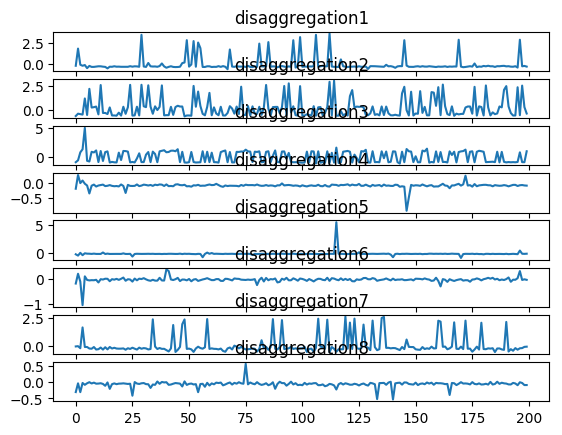 disaggregation1
2.5
0.0
disaggregation2
2.5
0.0
disaggregation3
5
0
disaggregation4
0.0
−0.5
disaggregation5
5
0
disaggregation6
0
−1
disaggregation7
2.5
0.0
disaggregation8
0.5
0.0
−0.5
0 25 50 75 100 125 150 175 200